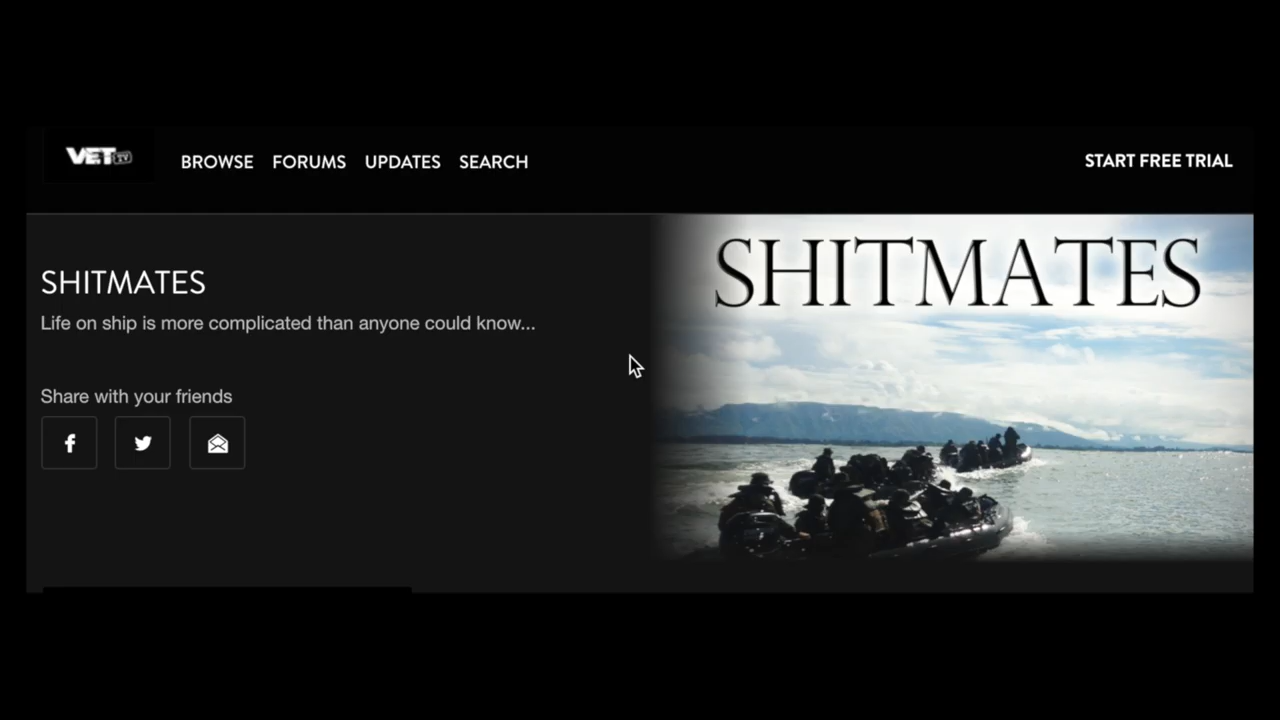 VET TV
BROWSE FORUMS UPDATES SEARCH
START FREE TRIAL
SHITMATES
SHITMATES
Life on ship is more complicated than anyone could know...
Share with your friends